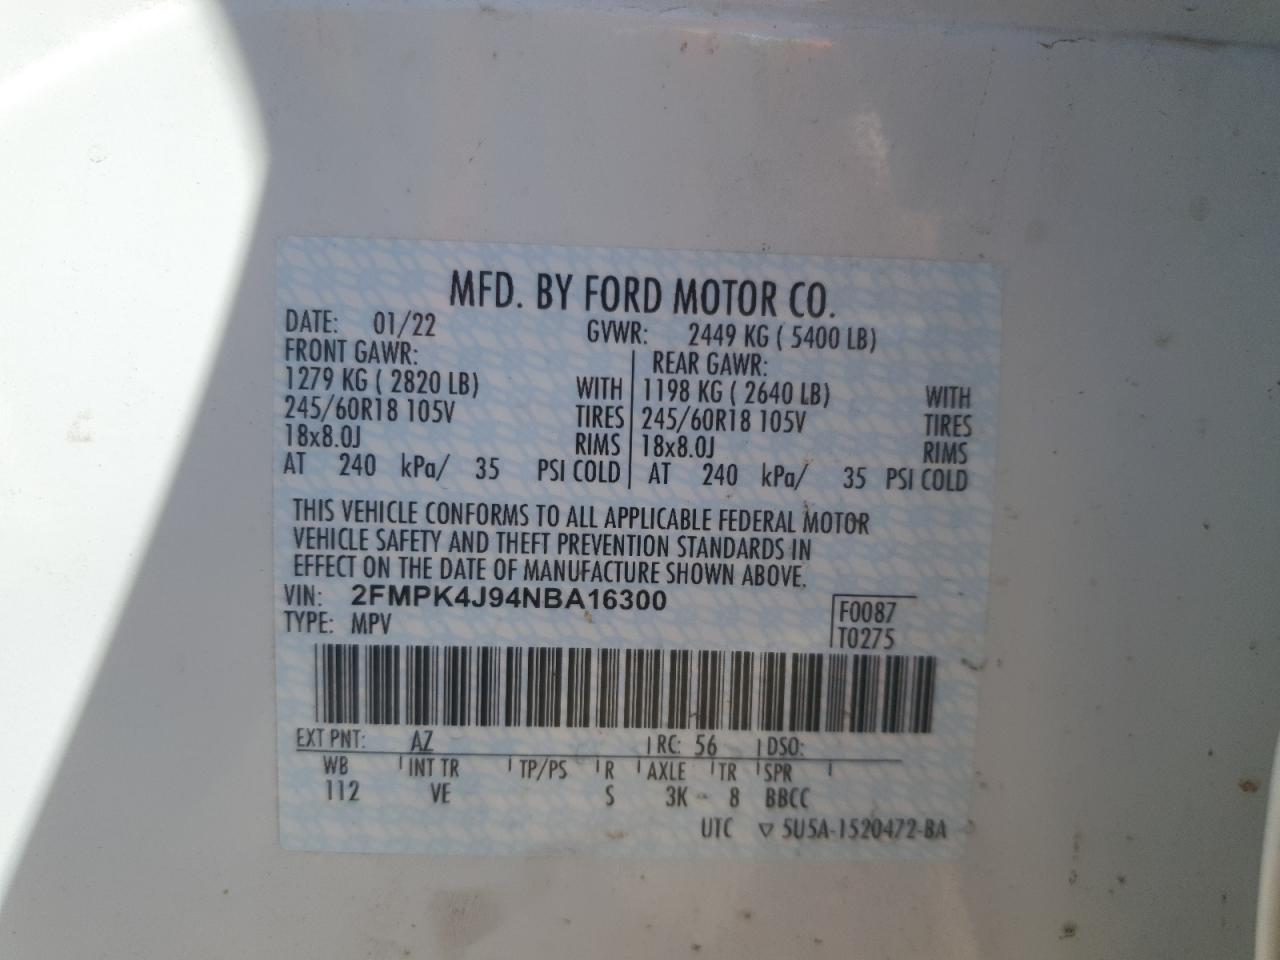 MFD. BY FORD MOTOR CO.
DATE: 01/22 GVWR: 2449 KG ( 5400 LB)
FRONT GAWR: REAR GAWR:
1279 KG ( 2820 LB) WITH 1198 KG ( 2640 LB) WITH
245/60R18 105V TIRES 245/60R18 105V TIRES
18x8.0J RIMS 18x8.0J RIMS
AT 240 kPa/ 35 PSI COLD AT 240 kPa/ 35 PSI COLD
THIS VEHICLE CONFORMS TO ALL APPLICABLE FEDERAL MOTOR
VEHICLE SAFETY AND THEFT PREVENTION STANDARDS IN
EFFECT ON THE DATE OF MANUFACTURE SHOWN ABOVE.
VIN: 2FMPK4J94NBA16300 F0087
TYPE: MPV T0275
EXT PNT: AZ RC: 56 DSO:
WB INT TR TP/PS R AXLE TR SPR
112 VE S 3K 8 BBCC
UTC ▽ 5U5A-1520472-BA